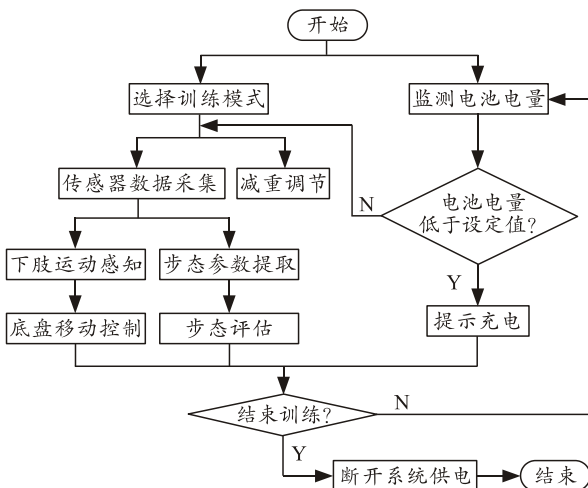 开始
选择训练模式
监测电池电量
传感器数据采集
减重调节
N
电池电量
低于设定值?
下肢运动感知
步态参数提取
Y
底盘移动控制
步态评估
提示充电
结束训练?
N
Y
断开系统供电
结束